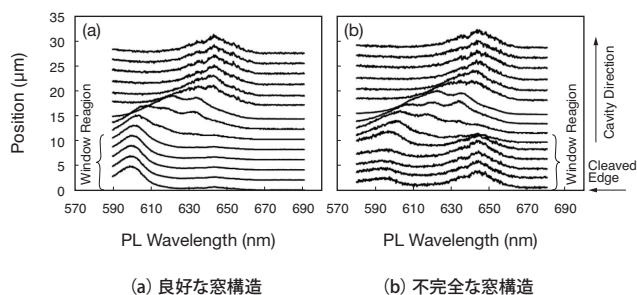 35
30
25
20
15
10
5
0
Position (µm)
(a)
Window Reagion
570 590 610 630 650 670 690
PL Wavelength (nm)
(b)
Window Reagion
Cavity Direction
Cleaved
Edge
570 590 610 630 650 670 690
PL Wavelength (nm)
(a) 良好な窓構造
(b) 不完全な窓構造